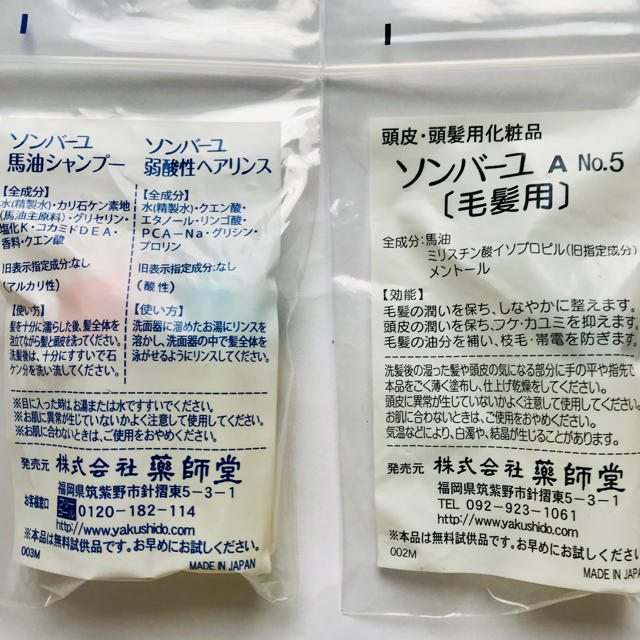 ソンバーユ
馬油シャンプー
【全成分】
水(精製水)・カリ石ケン素地
(馬油主原料)・グリセリン・
塩化K・コカミドDEA・
香料・クエン酸
旧表示指定成分:なし
(アルカリ性)
【使い方】
髪を十分に濡らした後、髪全体を
泡立てながら髪と頭皮を洗ってください。
洗髪後は、十分にすすいで石
ケン分を洗い流してください。
ソンバーユ
弱酸性ヘアリンス
【全成分】
水(精製水)・クエン酸・
エタノール・リンゴ酸・
PCA-Na・グリシン・
プロリン
旧表示指定成分:なし
(酸性)
【使い方】
洗面器に溜めたお湯にリンスを
溶かし、洗面器の中で髪全体を
泳がせるようにリンスしてください。
※目に入った時は、お湯または水ですすいでください。
※お肌に異常が生じていないかよく注意して使用してください。
※お肌に合わないときは、ご使用をおやめください。
発売元 株式会社 薬師堂
福岡県筑紫野市針摺東5-3-1
お客様窓口 0120-182-114
http://www.yakushido.com/
※本品は無料試供品です。お早めにお試しください。
003M
MADE IN JAPAN
頭皮・頭髪用化粧品
ソンバーユ A No.5
〔毛髪用〕
全成分:馬油
ミリスチン酸イソプロピル(旧指定成分)
メントール
【効能】
毛髪の潤いを保ち、しなやかに整えます。
頭皮の潤いを保ち、フケ・カユミを抑えます。
毛髪の油分を補い、枝毛・帯電を防ぎます。
洗髪後の湿った髪や頭皮の気になる部分に手の平や指先で
本品をごく薄く塗布し、仕上げ乾燥をしてください。
頭皮に異常が生じていないかよく注意して使用してください。
お肌に合わないときは、ご使用をおやめください。
気温などにより、白濁や、結晶が生じることがあります。
発売元 株式会社 薬師堂
福岡県筑紫野市針摺東5-3-1
TEL 092-923-1061
http://www.yakushido.com/
※本品は無料試供品です。お早めにお試しください。
002M
MADE IN JAPA